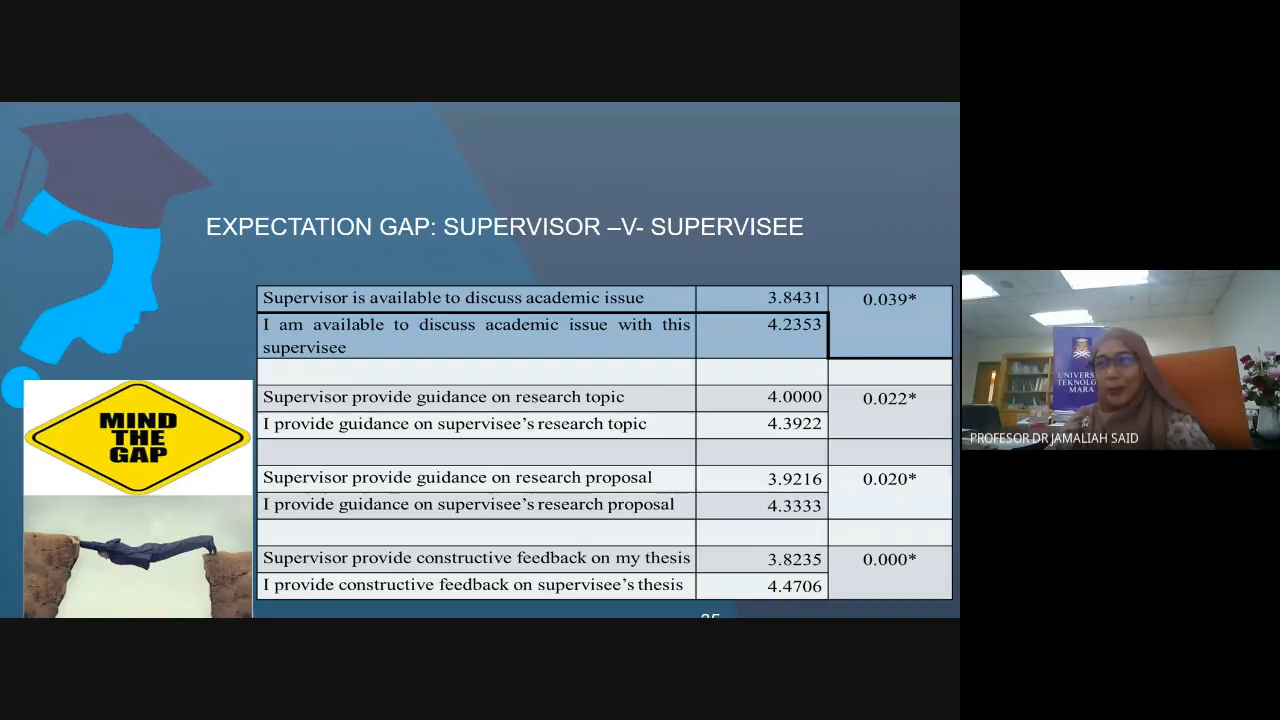 EXPECTATION GAP: SUPERVISOR –V- SUPERVISEE
Supervisor is available to discuss academic issue 3.8431 0.039*
I am available to discuss academic issue with this 4.2353
supervisee
Supervisor provide guidance on research topic 4.0000 0.022*
I provide guidance on supervisee's research topic 4.3922
Supervisor provide guidance on research proposal 3.9216 0.020*
I provide guidance on supervisee's research proposal 4.3333
Supervisor provide constructive feedback on my thesis 3.8235 0.000*
I provide constructive feedback on supervisee's thesis 4.4706
MIND
THE
GAP
UNIVERS
TEKNOLO
MARA
PROFESOR DR JAMALIAH SAID